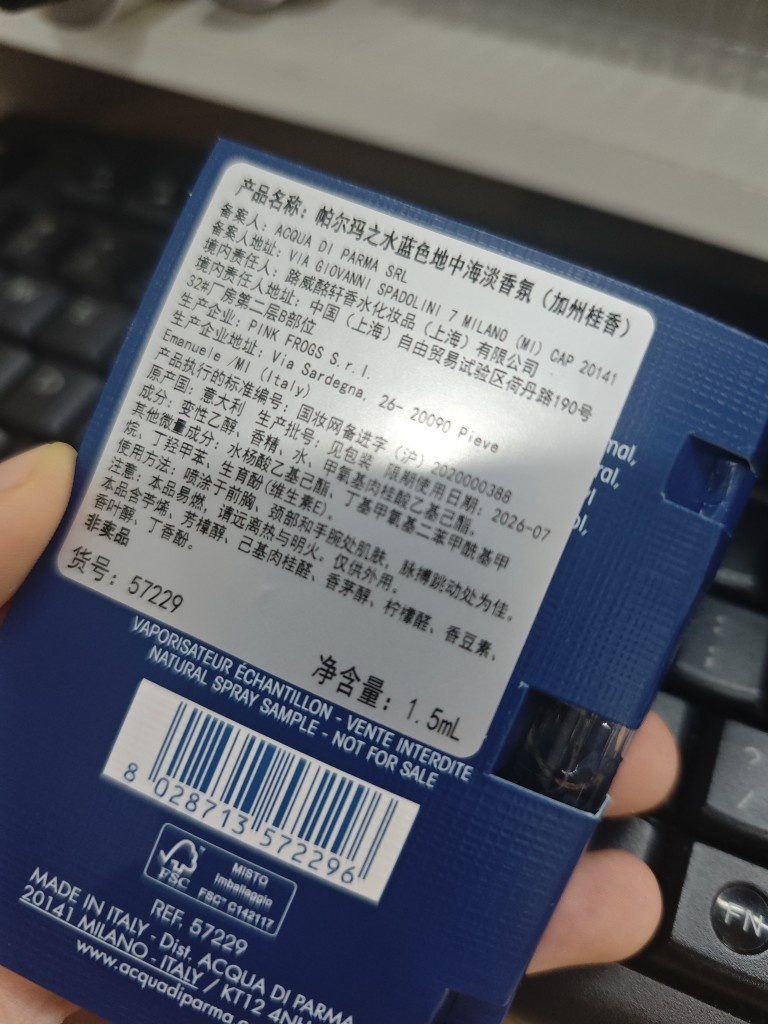 产品名称：帕尔玛之水蓝色地中海淡香氛（加州桂香）
备案人：ACQUA DI PARMA SRL
备案人地址：VIA GIOVANNI SPADOLINI 7 MILANO (MI) CAP 20141
境内责任人：路威酩轩香水化妆品（上海）有限公司
境内责任人地址：中国（上海）自由贸易试验区荷丹路190号
32#厂房第二层B部位
生产企业：PINK FROGS S.r.l.
生产企业地址：Via Sardegna, 26- 20090 Pieve
Emanuele /MI (Italy)
产品执行的标准编号：国妆网备进字（沪）2020000388
原产国：意大利 生产批号：见包装 限期使用日期：2026-07
成分：变性乙醇、香精、水、甲氧基肉桂酸乙基己酯。
其他微量成分：水杨酸乙基己酯、丁基甲氧基二苯甲酰基甲
烷、丁羟甲苯、生育酚(维生素E)。
使用方法：喷涂于前胸、颈部和手腕处肌肤，脉搏跳动处为佳。
注意：本品易燃，请远离热与明火。仅供外用。
本品含苧烯、芳樟醇、己基肉桂醛、香茅醇、柠檬醛、香豆素、
香叶醇、丁香酚。
非卖品
货号：57229
净含量：1.5mL
VAPORISATEUR ÉCHANTILLON - VENTE INTERDITE
NATURAL SPRAY SAMPLE - NOT FOR SALE
8 028713 572296
FSC
MISTO
Imballaggio
FSC™ C142117
REF. 57229
MADE IN ITALY - Dist. ACQUA DI PARMA
20141 MILANO - ITALY / KT12 4NH
www.acquadiparma.c
FN